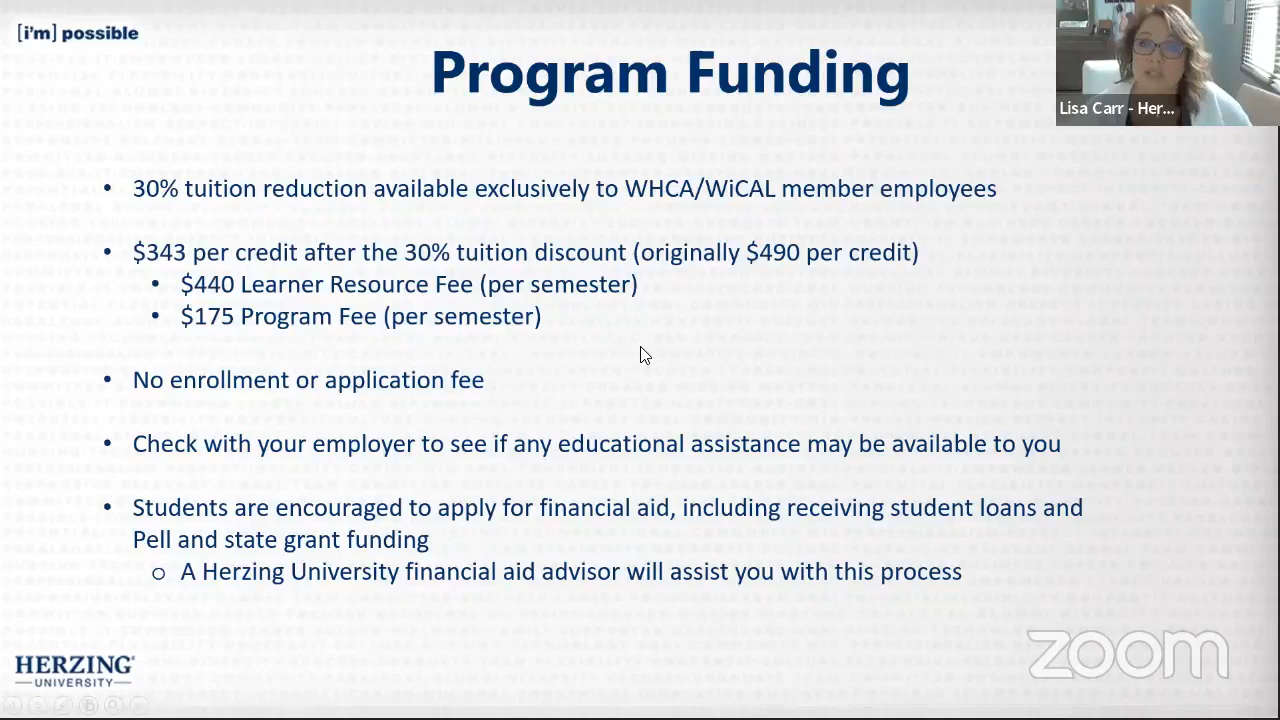 [i'm] possible
Program Funding
Lisa Carr - Her...
• 30% tuition reduction available exclusively to WHCA/WiCAL member employees
• $343 per credit after the 30% tuition discount (originally $490 per credit)
• $440 Learner Resource Fee (per semester)
• $175 Program Fee (per semester)
• No enrollment or application fee
• Check with your employer to see if any educational assistance may be available to you
• Students are encouraged to apply for financial aid, including receiving student loans and
Pell and state grant funding
o A Herzing University financial aid advisor will assist you with this process
HERZING®
UNIVERSITY
zoom